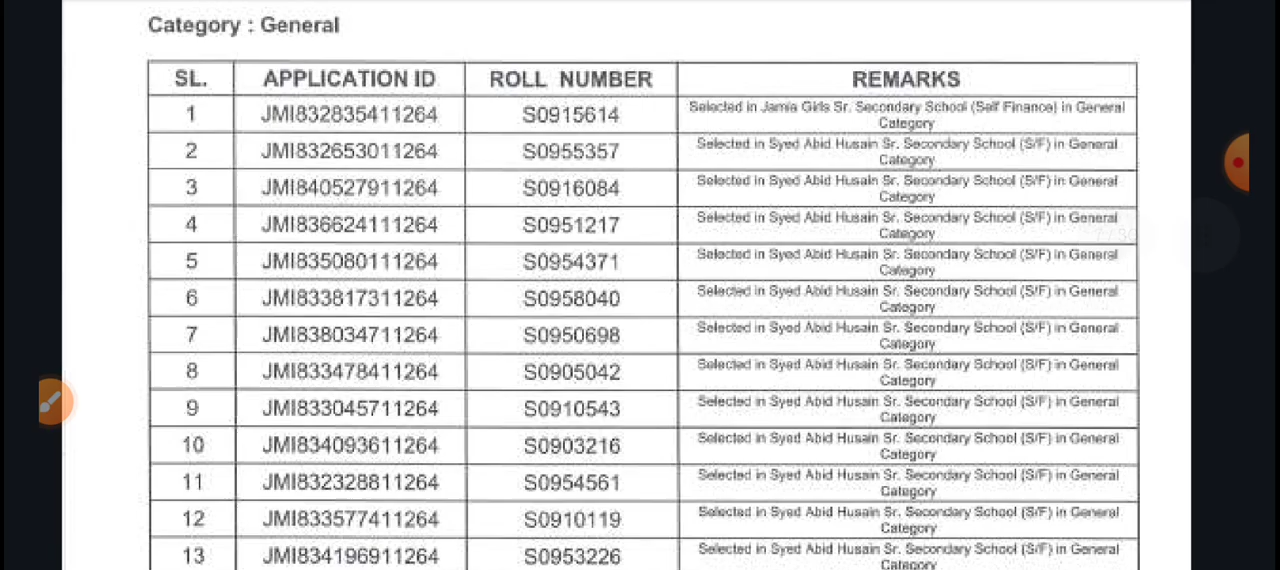 Category : General
SL. APPLICATION ID ROLL NUMBER REMARKS
1 JMI832835411264 S0915614 Selected in Jamia Girls Sr. Secondary School (Self Finance) in General
Category
2 JMI832653011264 S0955357 Selected in Syed Abid Husain Sr. Secondary School (S/F) in General
Category
3 JMI840527911264 S0916084 Selected in Syed Abid Husain Sr. Secondary School (S/F) in General
Category
4 JMI836624111264 S0951217 Selected in Syed Abid Husain Sr. Secondary School (S/F) in General
Category
5 JMI835080111264 S0954371 Selected in Syed Abid Husain Sr. Secondary School (S/F) in General
Category
6 JMI833817311264 S0958040 Selected in Syed Abid Husain Sr. Secondary School (S/F) in General
Category
7 JMI838034711264 S0950698 Selected in Syed Abid Husain Sr. Secondary School (S/F) in General
Category
8 JMI833478411264 S0905042 Selected in Syed Abid Husain Sr. Secondary School (S/F) in General
Category
9 JMI833045711264 S0910543 Selected in Syed Abid Husain Sr. Secondary School (S/F) in General
Category
10 JMI834093611264 S0903216 Selected in Syed Abid Husain Sr. Secondary School (S/F) in General
Category
11 JMI832328811264 S0954561 Selected in Syed Abid Husain Sr. Secondary School (S/F) in General
Category
12 JMI833577411264 S0910119 Selected in Syed Abid Husain Sr. Secondary School (S/F) in General
Category
13 JMI834196911264 S0953226 Selected in Syed Abid Husain Sr. Secondary School (S/F) in General
Category